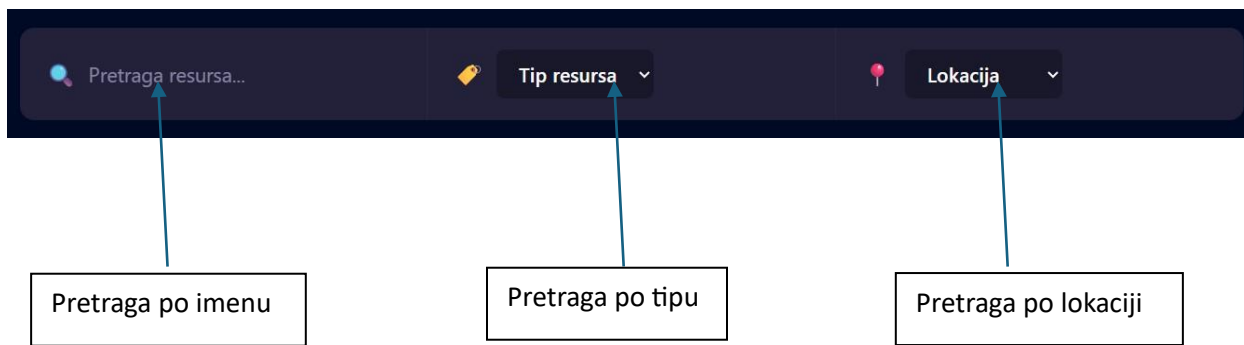 Pretraga resursa...
Tip resursa
Lokacija
Pretraga po imenu
Pretraga po tipu
Pretraga po lokaciji